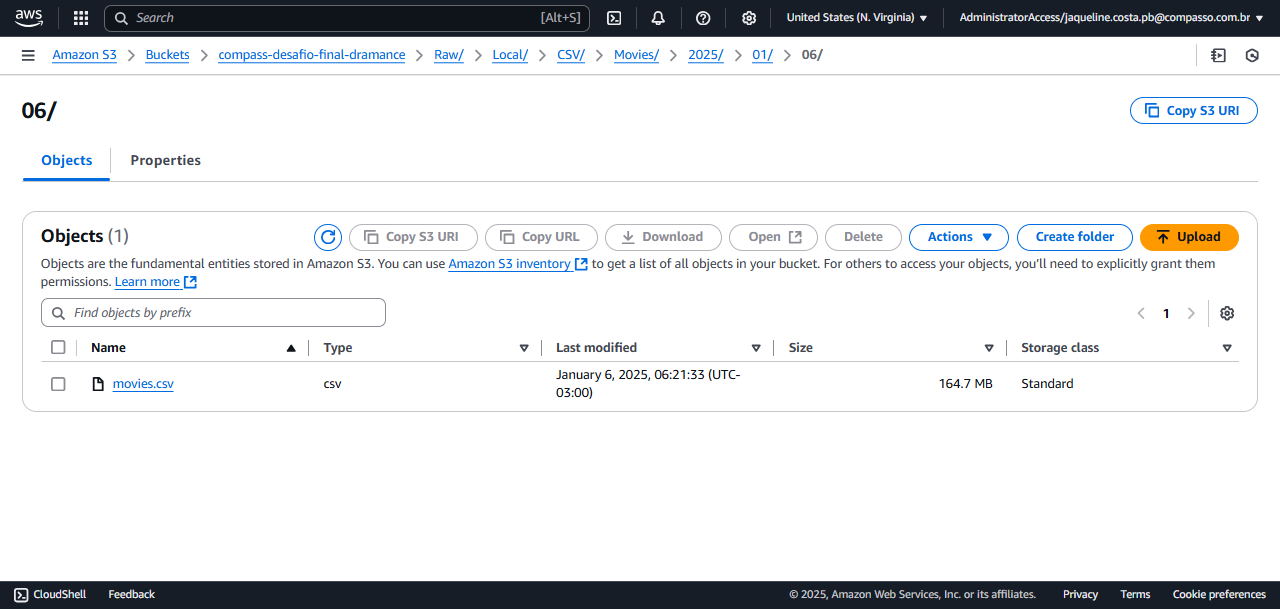 aws
Search [Alt+S] United States (N. Virginia) AdministratorAccess/jaqueline.costa.pb@compasso.com.br
Amazon S3 Buckets compass-desafio-final-dramance Raw/ Local/ CSV/ Movies/ 2025/ 01/ 06/
06/
Copy S3 URI
Objects Properties
Objects (1) Copy S3 URI Copy URL Download Open Delete Actions Create folder Upload
Objects are the fundamental entities stored in Amazon S3. You can use Amazon S3 inventory to get a list of all objects in your bucket. For others to access your objects, you'll need to explicitly grant them
permissions. Learn more
Find objects by prefix 1
Name Type Last modified Size Storage class
movies.csv csv January 6, 2025, 06:21:33 (UTC-
03:00) 164.7 MB Standard
CloudShell Feedback © 2025, Amazon Web Services, Inc. or its affiliates. Privacy Terms Cookie preferences